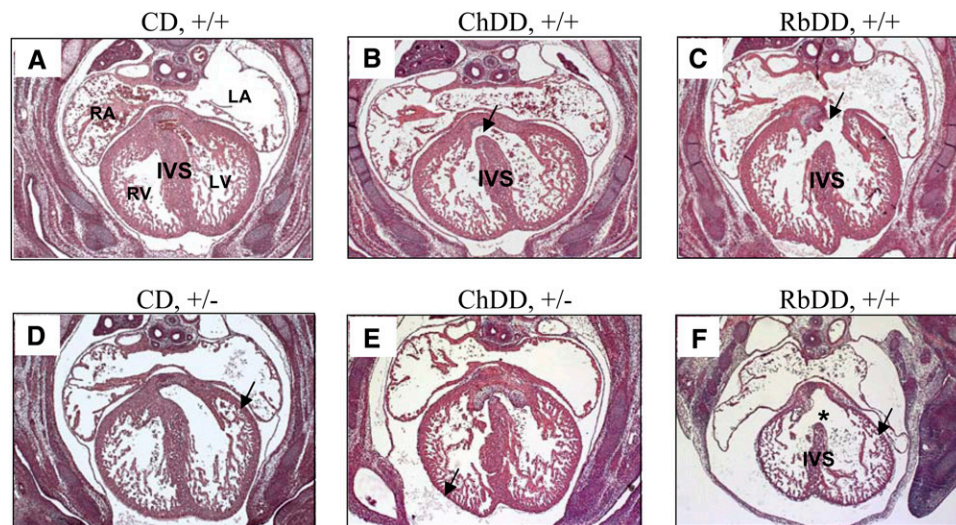 CD, +/+
ChDD, +/+
RbDD, +/+
A
RA
LA
IVS
RV
LV
B
IVS
C
IVS
CD, +/-
ChDD, +/-
RbDD, +/+
D
E
F
*
IVS